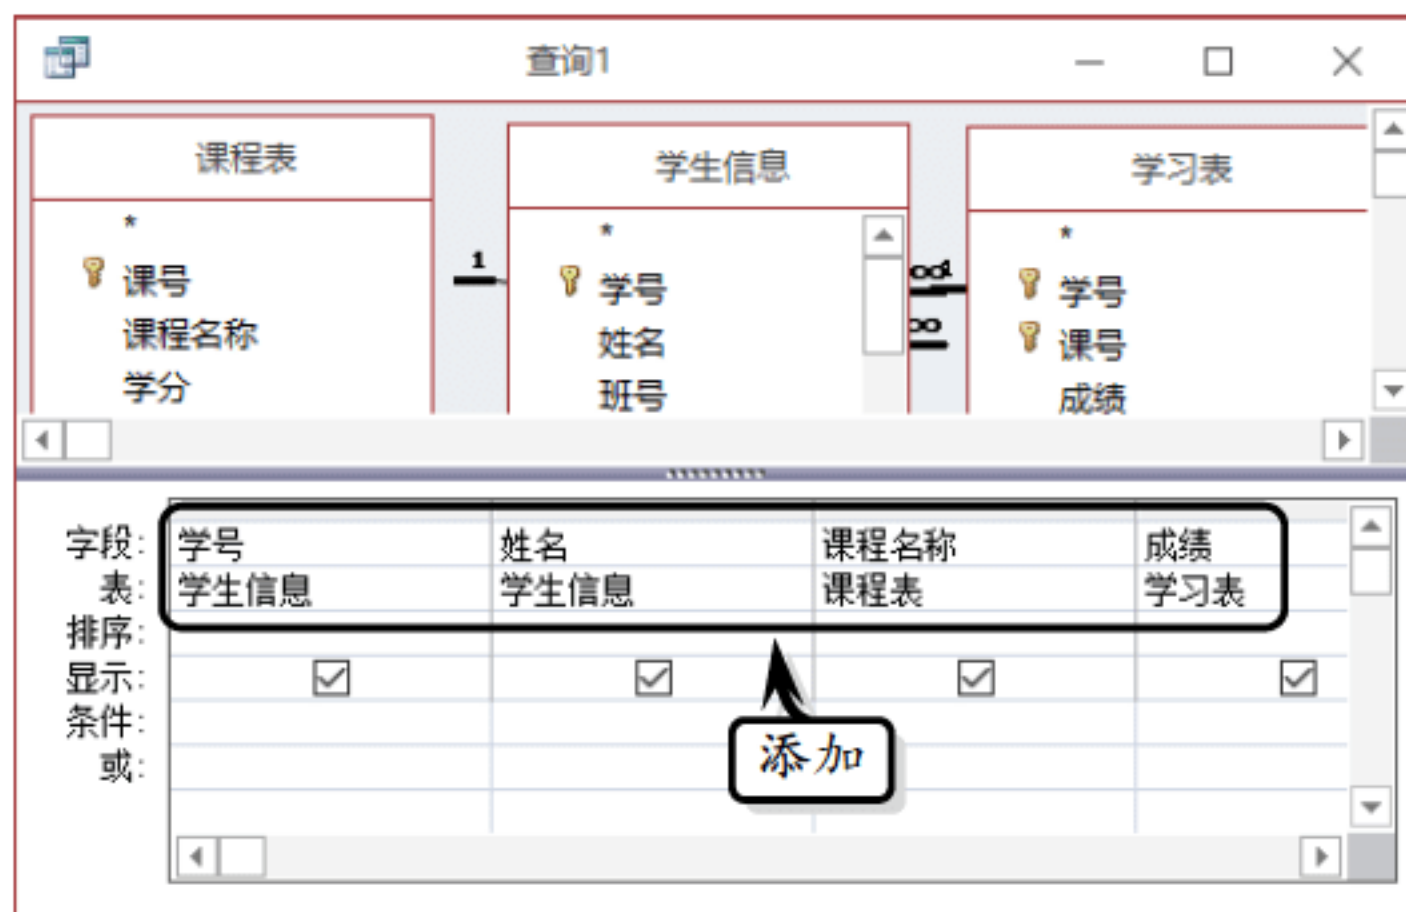 查询1
课程表
*
课号
课程名称
学分
1
学生信息
*
学号
姓名
班号
∞1
∞
学习表
*
学号
课号
成绩
字段: 学号 姓名 课程名称 成绩
表: 学生信息 学生信息 课程表 学习表
排序:
显示:
条件:
或:
添加